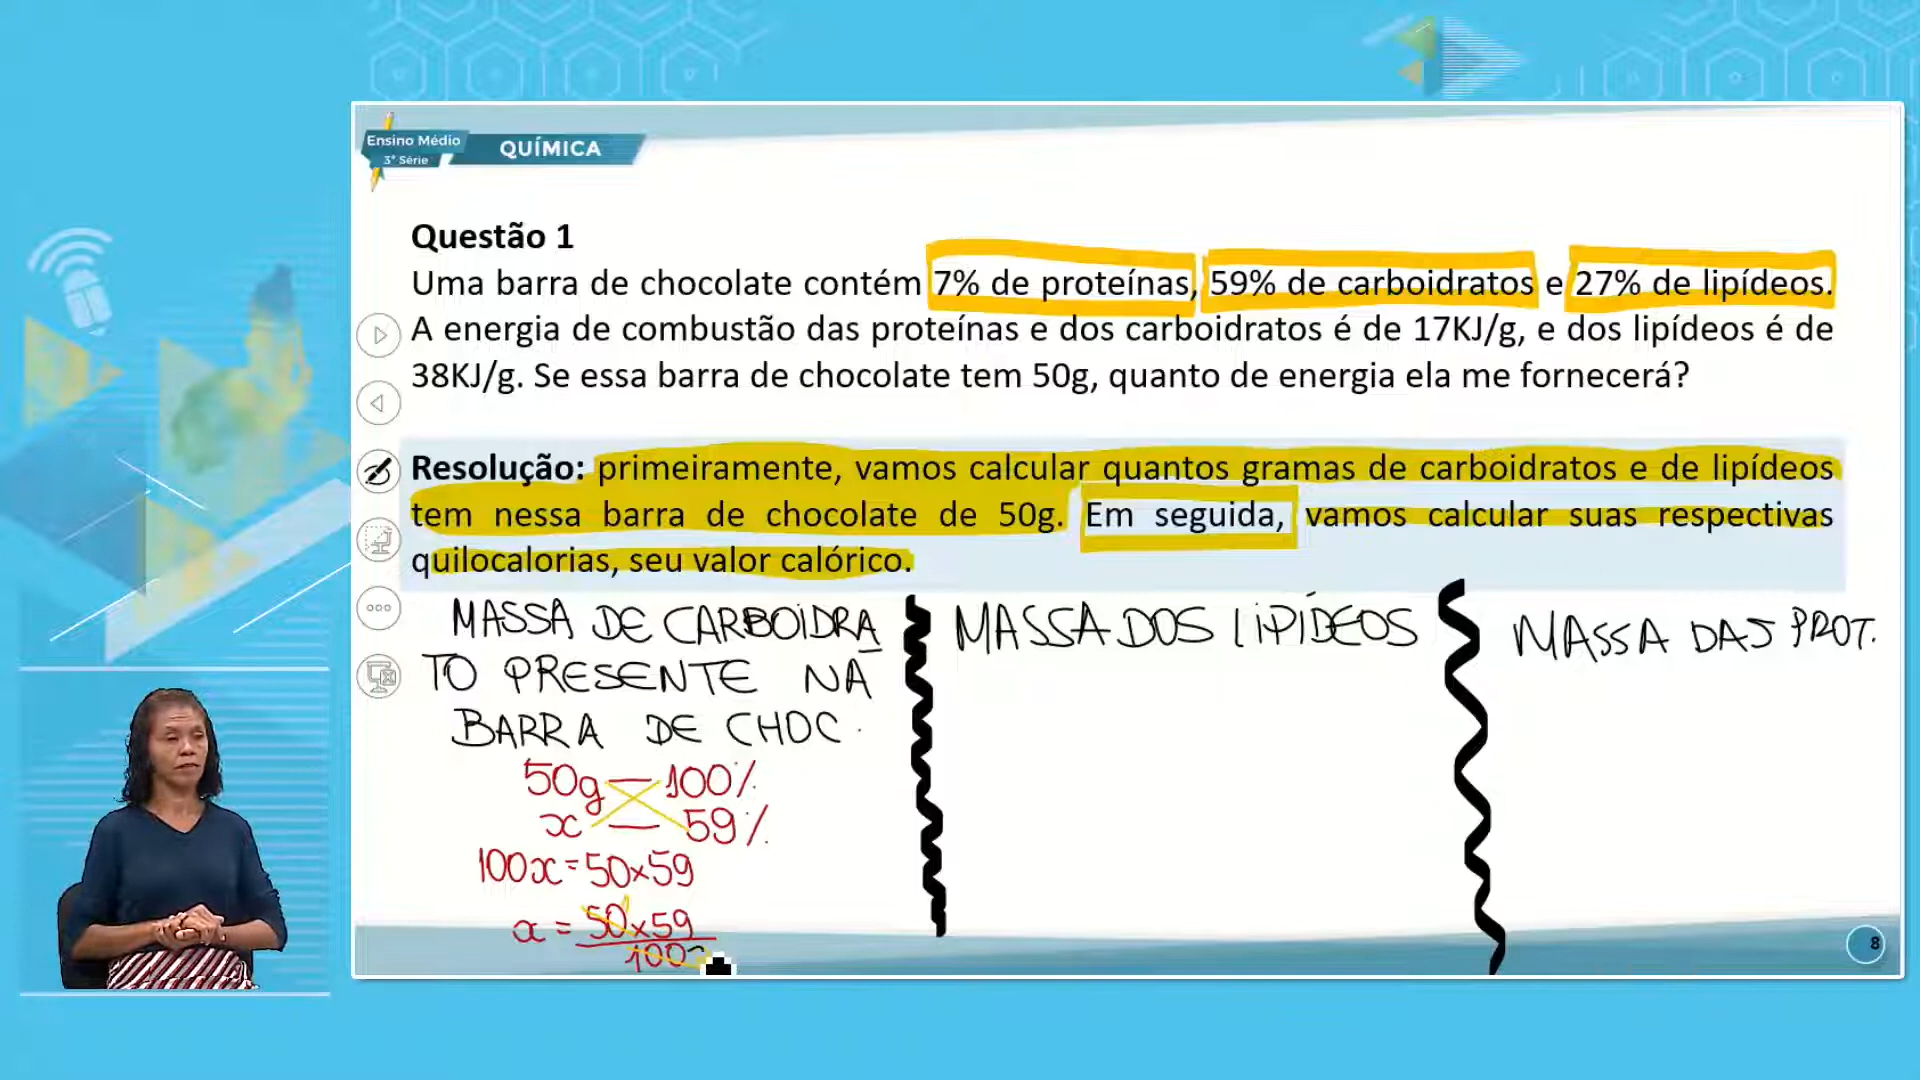 Ensino Médio
3ª Série
QUÍMICA
Questão 1
Uma barra de chocolate contém 7% de proteínas, 59% de carboidratos e 27% de lipídeos.
A energia de combustão das proteínas e dos carboidratos é de 17KJ/g, e dos lipídeos é de
38KJ/g. Se essa barra de chocolate tem 50g, quanto de energia ela me fornecerá?
Resolução: primeiramente, vamos calcular quantos gramas de carboidratos e de lipídeos
tem nessa barra de chocolate de 50g. Em seguida, vamos calcular suas respectivas
quilocalorias, seu valor calórico.
MASSA DE CARBOIDRA
TO PRESENTE NA
BARRA DE CHOC.
50g — 100%
x — 59%
100x = 50x59
x = 50x59
100
MASSA DOS LIPÍDEOS
MASSA DAS PROT.
8